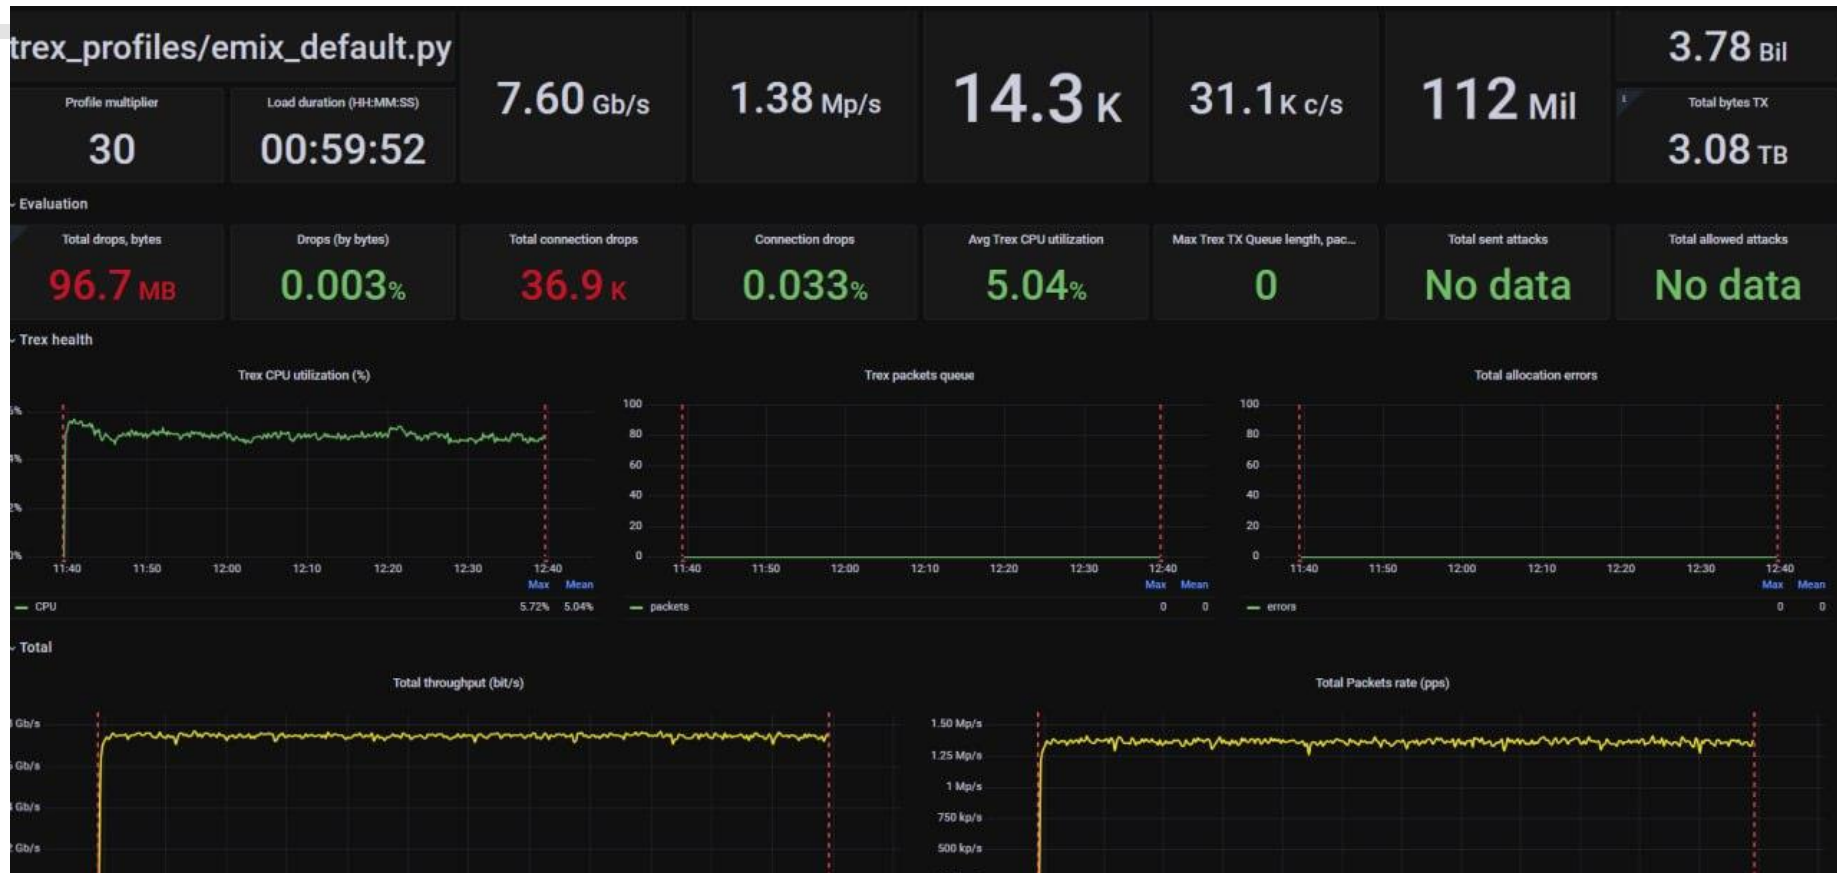 trex_profiles/emix_default.py
Profile multiplier
30
Load duration (HH:MM:SS)
00:59:52
7.60 Gb/s
1.38 Mp/s
14.3 K
31.1K c/s
112 Mil
3.78 Bil
Total bytes TX
3.08 TB
Evaluation
Total drops, bytes
96.7 MB
Drops (by bytes)
0.003%
Total connection drops
36.9 K
Connection drops
0.033%
Avg Trex CPU utilization
5.04%
Max Trex TX Queue length, pac...
0
Total sent attacks
No data
Total allowed attacks
No data
Trex health
Trex CPU utilization (%)
11:40 11:50 12:00 12:10 12:20 12:30 12:40
Max Mean
CPU 5.72% 5.04%
Trex packets queue
100
80
60
40
20
0
11:40 11:50 12:00 12:10 12:20 12:30 12:40
Max Mean
packets 0 0
Total allocation errors
100
80
60
40
20
0
11:40 11:50 12:00 12:10 12:20 12:30 12:40
Max Mean
errors 0 0
Total
Total throughput (bit/s)
Gb/s
Gb/s
Gb/s
Gb/s
Total Packets rate (pps)
1.50 Mp/s
1.25 Mp/s
1 Mp/s
750 kp/s
500 kp/s